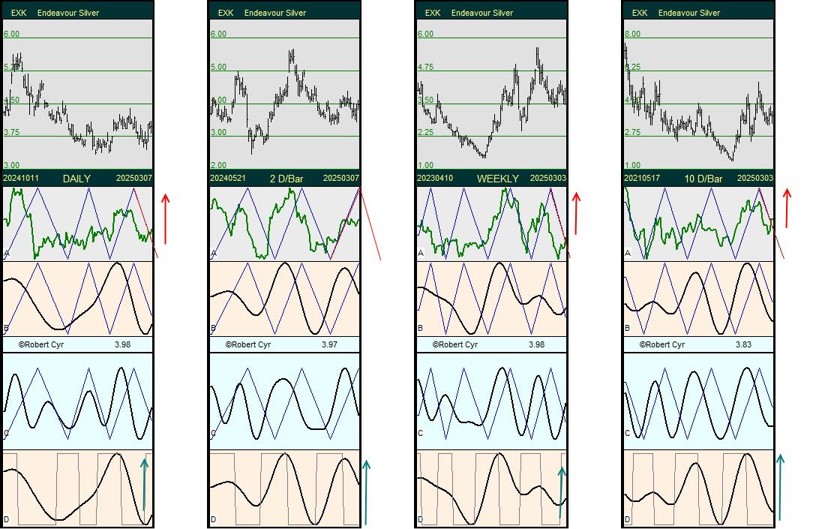 EXK Endeavour Silver
6.00
5.25
4.50
3.75
3.00
20241011 DAILY 20250307
A
B
©Robert Cyr 3.98
C
D
EXK Endeavour Silver
6.00
5.00
4.00
3.00
2.00
20240521 2 D/Bar 20250307
A
B
©Robert Cyr 3.97
C
D
EXK Endeavour Silver
6.00
4.75
3.50
2.25
1.00
20230410 WEEKLY 20250303
A
B
©Robert Cyr 3.98
C
D
EXK Endeavour Silver
8.00
6.25
2.75
1.00
20210517 10 D/Bar 20250303
A
B
©Robert Cyr 3.83
C
D